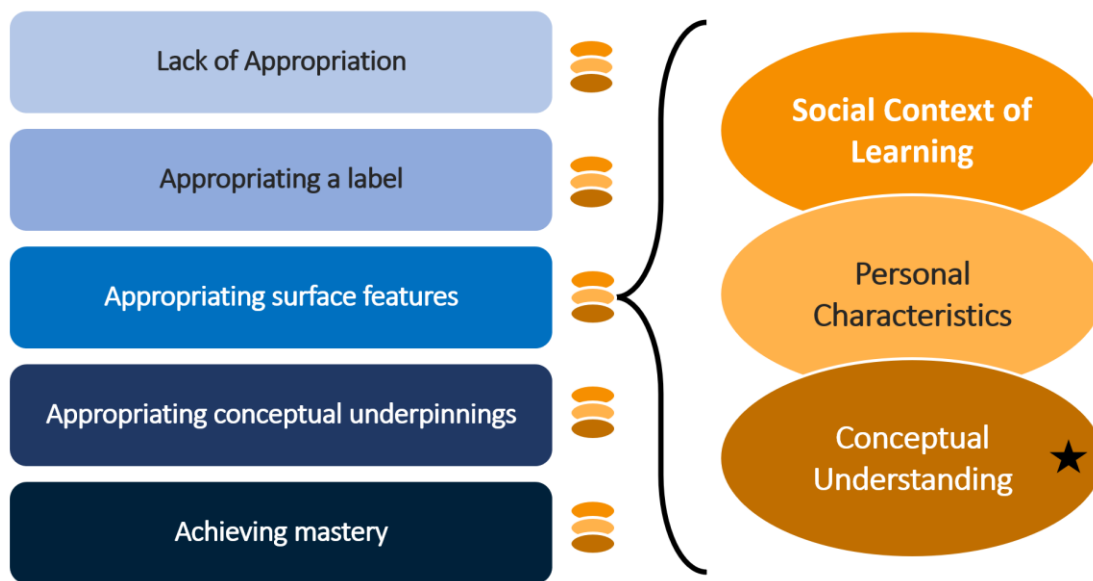 Lack of Appropriation
Appropriating a label
Appropriating surface features
Appropriating conceptual underpinnings
Achieving mastery
Social Context of
Learning
Personal
Characteristics
Conceptual
Understanding